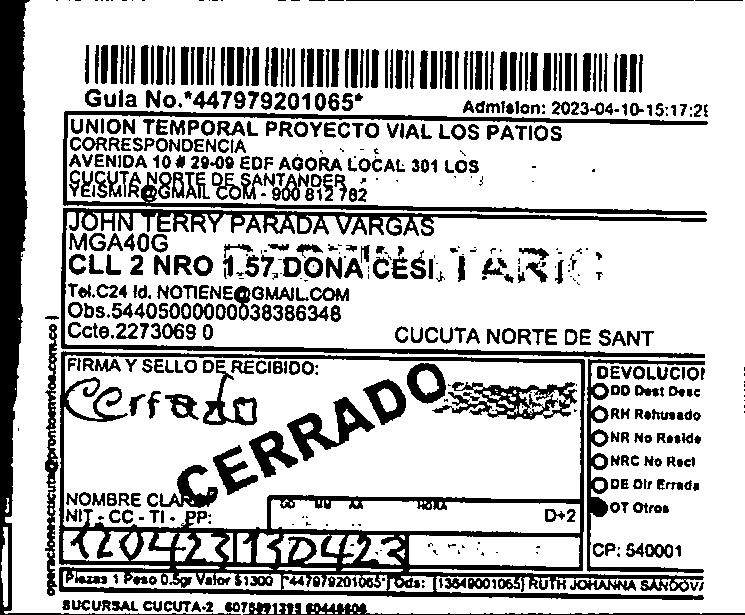 Guia No.*447979201065*
Admision: 2023-04-10-15:17:29
UNION TEMPORAL PROYECTO VIAL LOS PATIOS
CORRESPONDENCIA
AVENIDA 10 # 29-09 EDF AGORA LOCAL 301 LOS
CUCUTA NORTE DE SANTANDER
YEISMIR@GMAIL COM - 900 812 782
JOHN TERRY PARADA VARGAS
MGA40G
CLL 2 NRO 1.57 DONA CESI
Tel.C24 Id. NOTIENE@GMAIL.COM
Obs.54405000000038386348
Ccte.2273069 0
CUCUTA NORTE DE SANT
operacionescucuta@prontoenvios.com.co
FIRMA Y SELLO DE RECIBIDO:
Cerrado
CERRADO
DEVOLUCION
DD Dest Desc
RH Rehusado
NR No Reside
NRC No Recl
DE Dir Errada
OT Otros
NOMBRE CLARO
NIT - CC - TI - PP:
DD MM AA HORA
D+2
120423 130423
CP: 540001
Piezas 1 Peso 0.5gr Valor $1300 [*447979201065*] Ods: [13649001065] RUTH JOHANNA SANDOVA
SUCURSAL CUCUTA-2